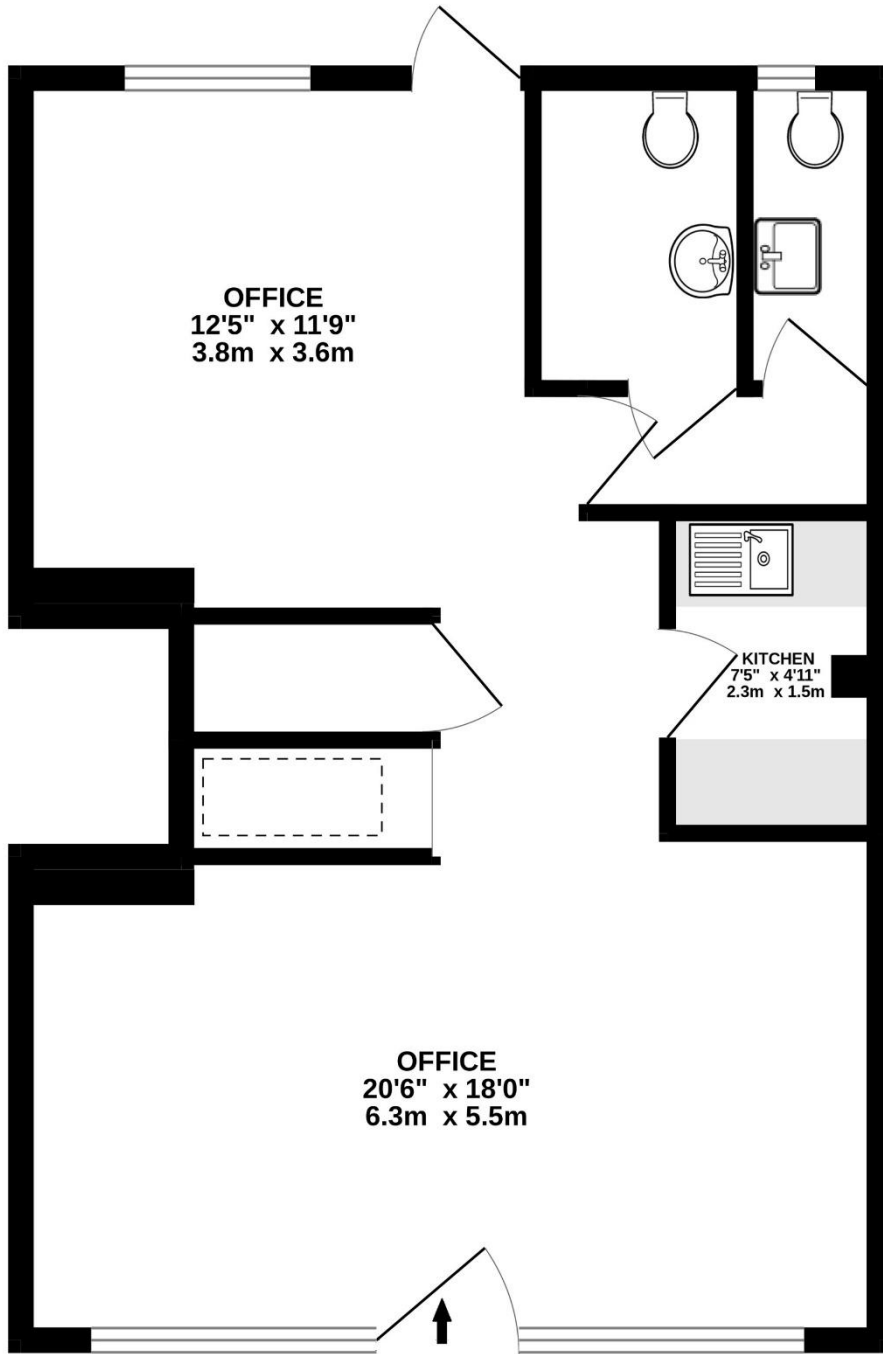 OFFICE
12'5" x 11'9"
3.8m x 3.6m
KITCHEN
7'5" x 4'11"
2.3m x 1.5m
OFFICE
20'6" x 18'0"
6.3m x 5.5m